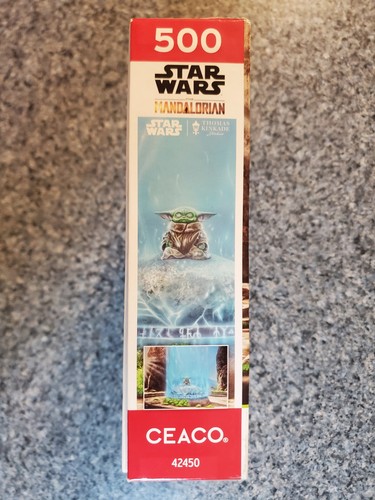 500
STAR
WARS
THE
MANDALORIAN
STAR WARS
THOMAS
KINKADE
Studios
CEACO®
42450